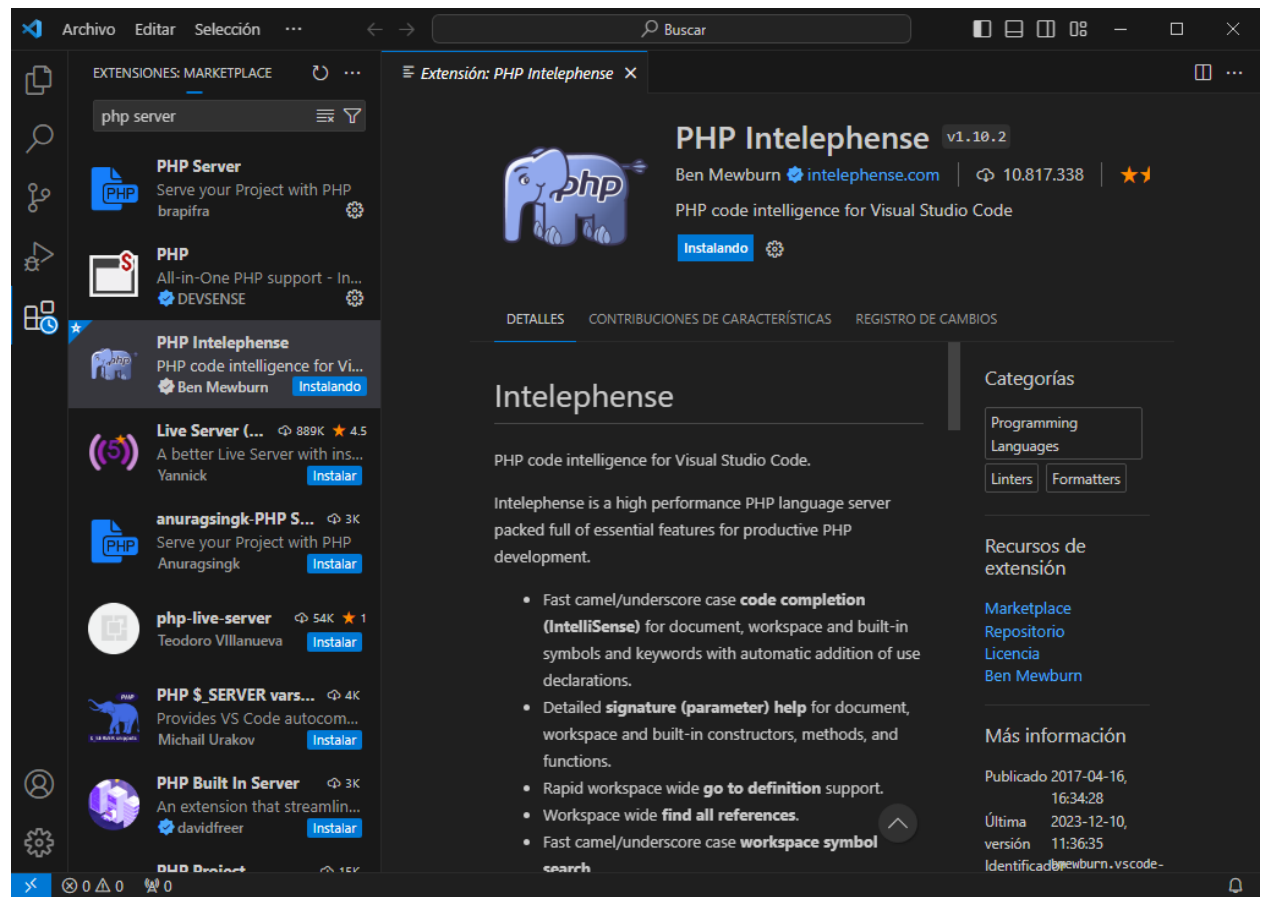 Archivo Editar Selección ··· Buscar
EXTENSIONES: MARKETPLACE
php server
PHP Server
Serve your Project with PHP
brapifra
PHP
All-in-One PHP support - In...
DEVSENSE
PHP Intelephense
PHP code intelligence for Vi...
Ben Mewburn Instalando
Live Server (... 889K ★ 4.5
A better Live Server with ins...
Yannick Instalar
anuragsingk-PHP S... 3K
Serve your Project with PHP
Anuragsingk Instalar
php-live-server 54K ★ 1
Teodoro VIllanueva Instalar
PHP $_SERVER vars... 4K
Provides VS Code autocom...
Michail Urakov Instalar
PHP Built In Server 3K
An extension that streamlin...
davidfreer Instalar
PHP Project 15K
Extensión: PHP Intelephense
php
PHP Intelephense v1.10.2
Ben Mewburn intelephense.com 10.817.338
PHP code intelligence for Visual Studio Code
Instalando
DETALLES CONTRIBUCIONES DE CARACTERÍSTICAS REGISTRO DE CAMBIOS
Intelephense
PHP code intelligence for Visual Studio Code.
Intelephense is a high performance PHP language server
packed full of essential features for productive PHP
development.
• Fast camel/underscore case code completion
(IntelliSense) for document, workspace and built-in
symbols and keywords with automatic addition of use
declarations.
• Detailed signature (parameter) help for document,
workspace and built-in constructors, methods, and
functions.
• Rapid workspace wide go to definition support.
• Workspace wide find all references.
• Fast camel/underscore case workspace symbol
search
Categorías
Programming
Languages
Linters Formatters
Recursos de
extensión
Marketplace
Repositorio
Licencia
Ben Mewburn
Más información
Publicado 2017-04-16,
16:34:28
Última 2023-12-10,
versión 11:36:35
Identificador bmewburn.vscode-
0 0 0